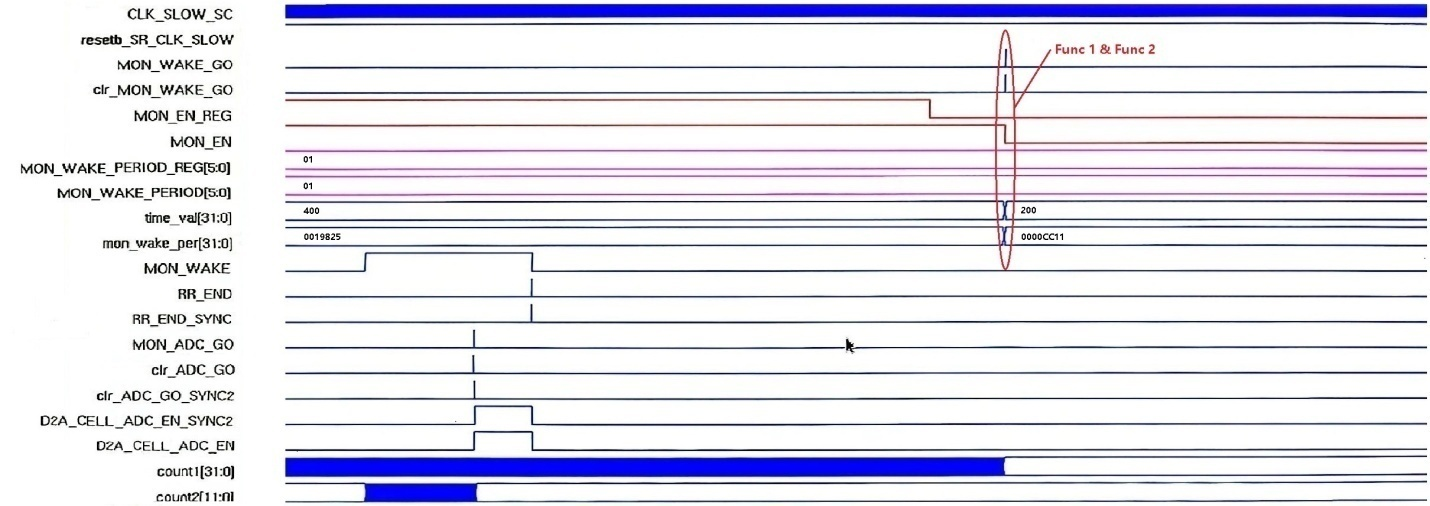 CLK_SLOW_SC
resetb_SR_CLK_SLOW
MON_WAKE_GO
Func 1 & Func 2
clr_MON_WAKE_GO
MON_EN_REG
MON_EN
MON_WAKE_PERIOD_REG[5:0] 01
MON_WAKE_PERIOD[5:0] 01
time_val[31:0] 400 200
mon_wake_per[31:0] 0019825 0000CC11
MON_WAKE
RR_END
RR_END_SYNC
MON_ADC_GO
clr_ADC_GO
clr_ADC_GO_SYNC2
D2A_CELL_ADC_EN_SYNC2
D2A_CELL_ADC_EN
count1[31:0]
count2[11:0]